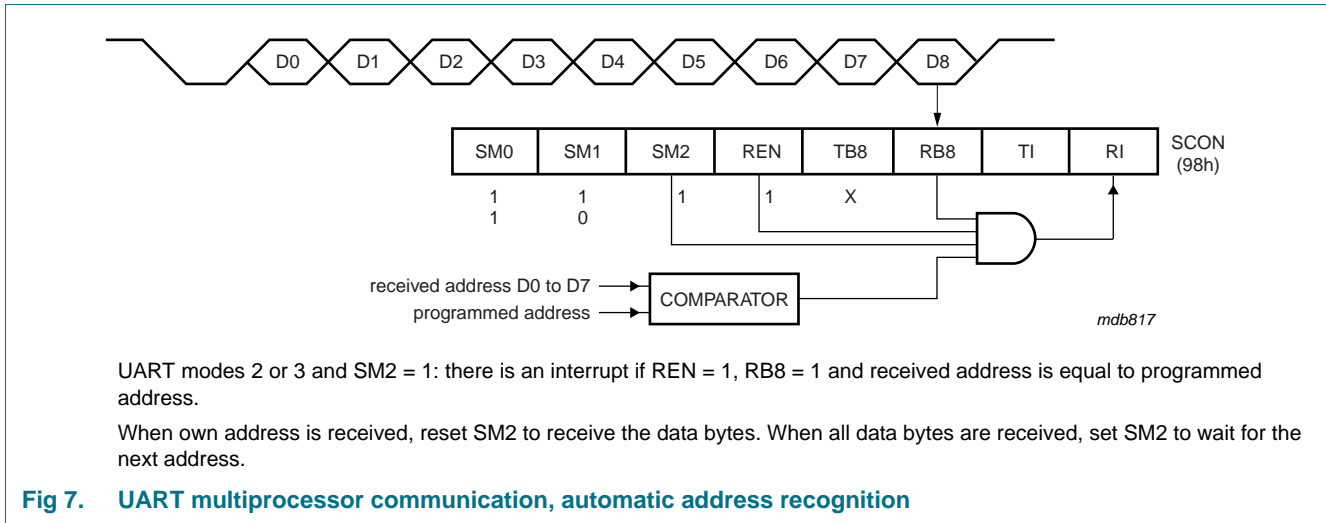 D0 D1 D2 D3 D4 D5 D6 D7 D8
SM0 SM1 SM2 REN TB8 RB8 TI RI SCON
(98h)
1 1 1 1 X
1 0
received address D0 to D7
programmed address
COMPARATOR
mdb817
UART modes 2 or 3 and SM2 = 1: there is an interrupt if REN = 1, RB8 = 1 and received address is equal to programmed
address.
When own address is received, reset SM2 to receive the data bytes. When all data bytes are received, set SM2 to wait for the
next address.
Fig 7. UART multiprocessor communication, automatic address recognition